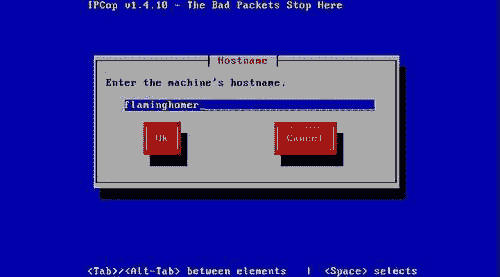 IPCop v1.4.10 - The Bad Packets Stop Here
Hostname
Enter the machine's hostname.
flaminghomer_
Ok
Cancel
<Tab>/<Alt-Tab> between elements | <Space> selects